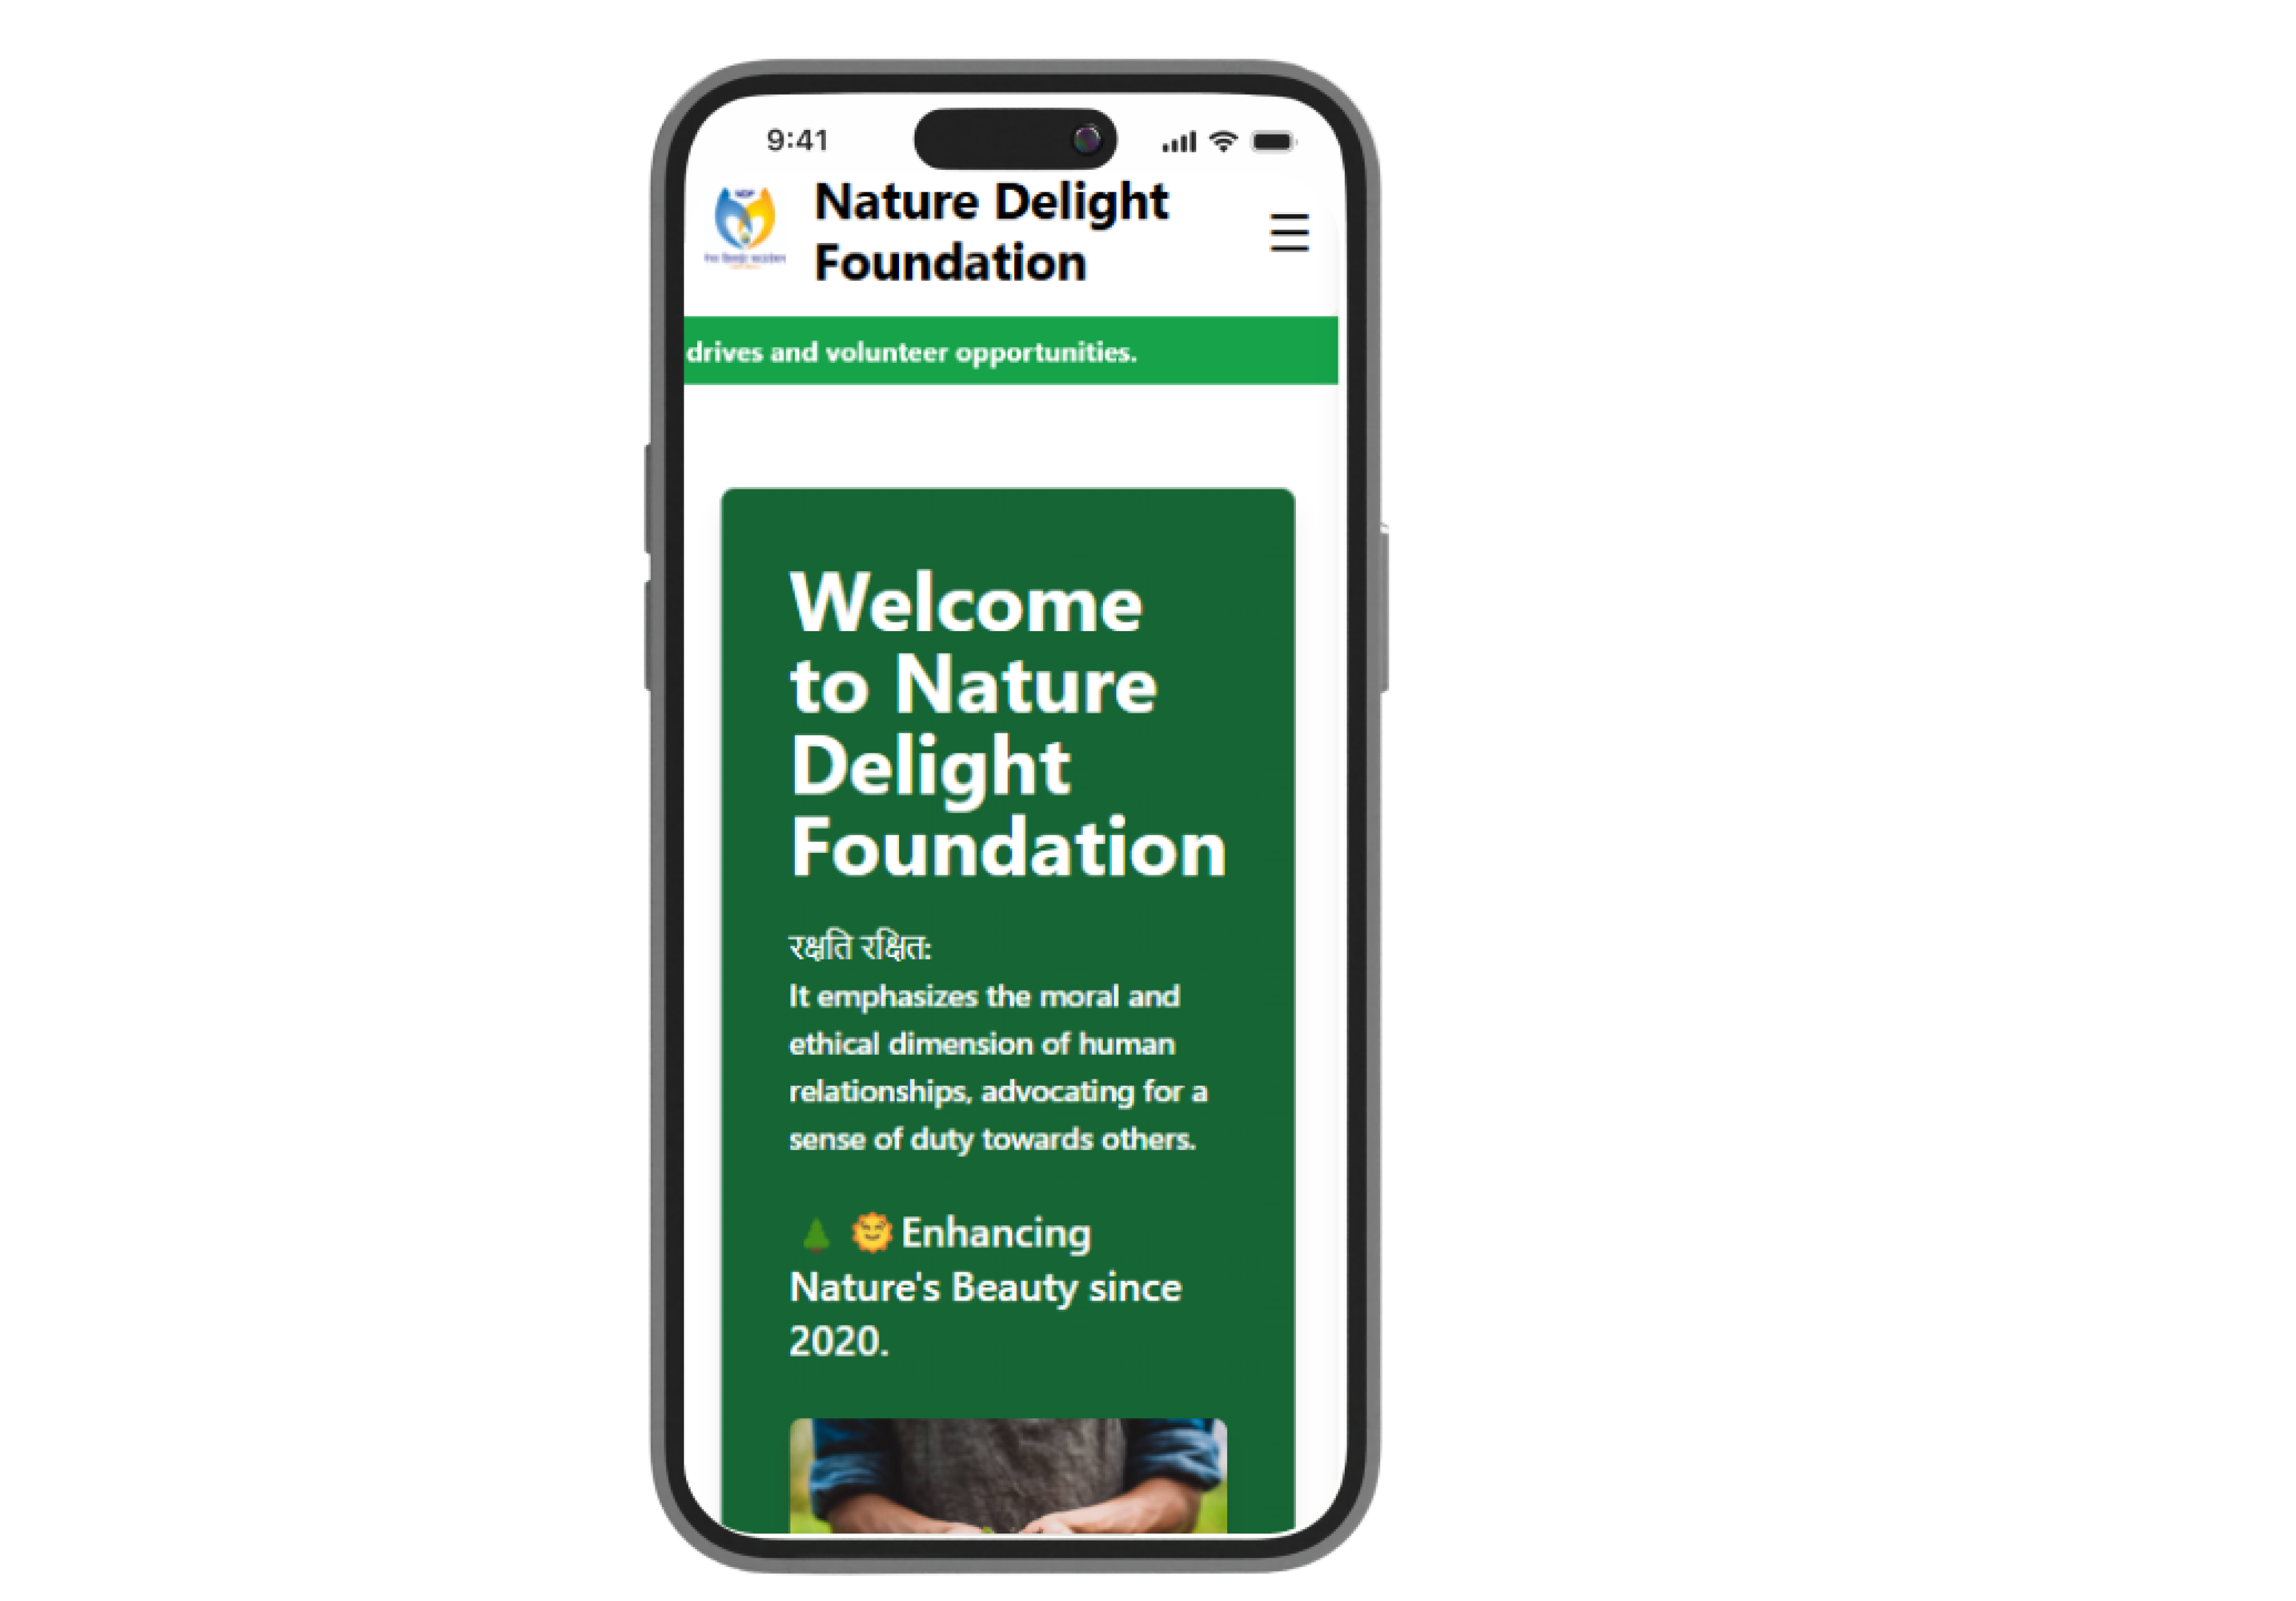 9:41
NDF
Nature Delight
Foundation
drives and volunteer opportunities.
Welcome
to Nature
Delight
Foundation
रक्षति रक्षित:
It emphasizes the moral and
ethical dimension of human
relationships, advocating for a
sense of duty towards others.
Enhancing
Nature's Beauty since
2020.